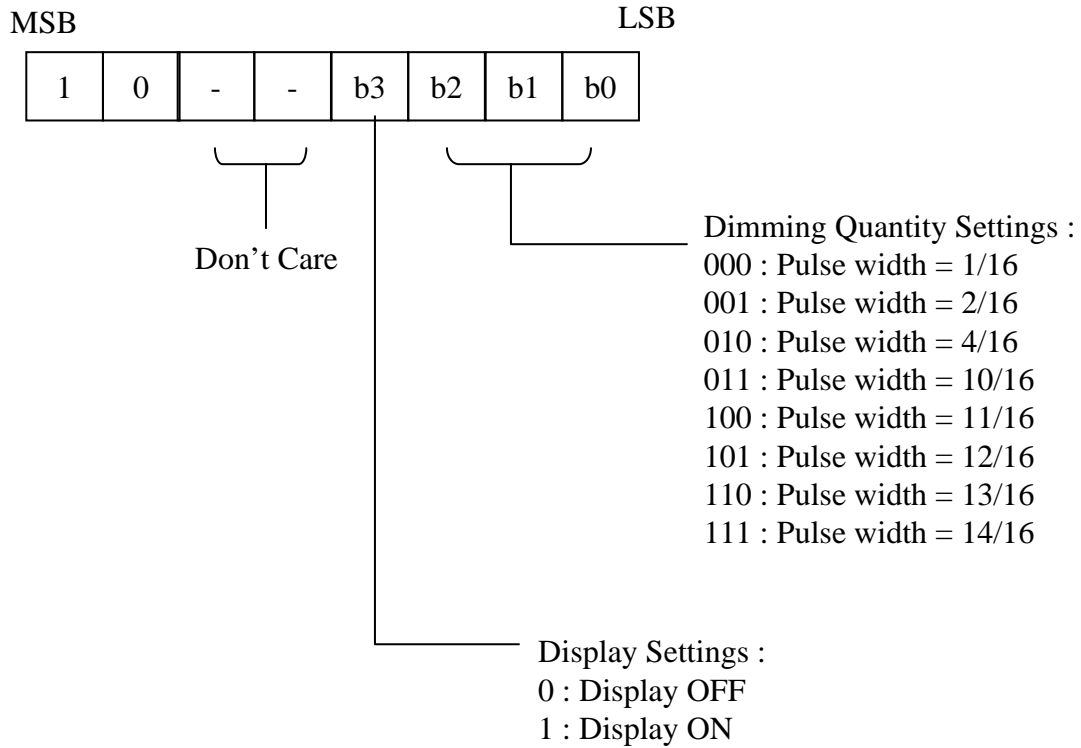 MSB LSB
1 0 - - b3 b2 b1 b0
Don’t Care
Dimming Quantity Settings :
000 : Pulse width = 1/16
001 : Pulse width = 2/16
010 : Pulse width = 4/16
011 : Pulse width = 10/16
100 : Pulse width = 11/16
101 : Pulse width = 12/16
110 : Pulse width = 13/16
111 : Pulse width = 14/16
Display Settings :
0 : Display OFF
1 : Display ON